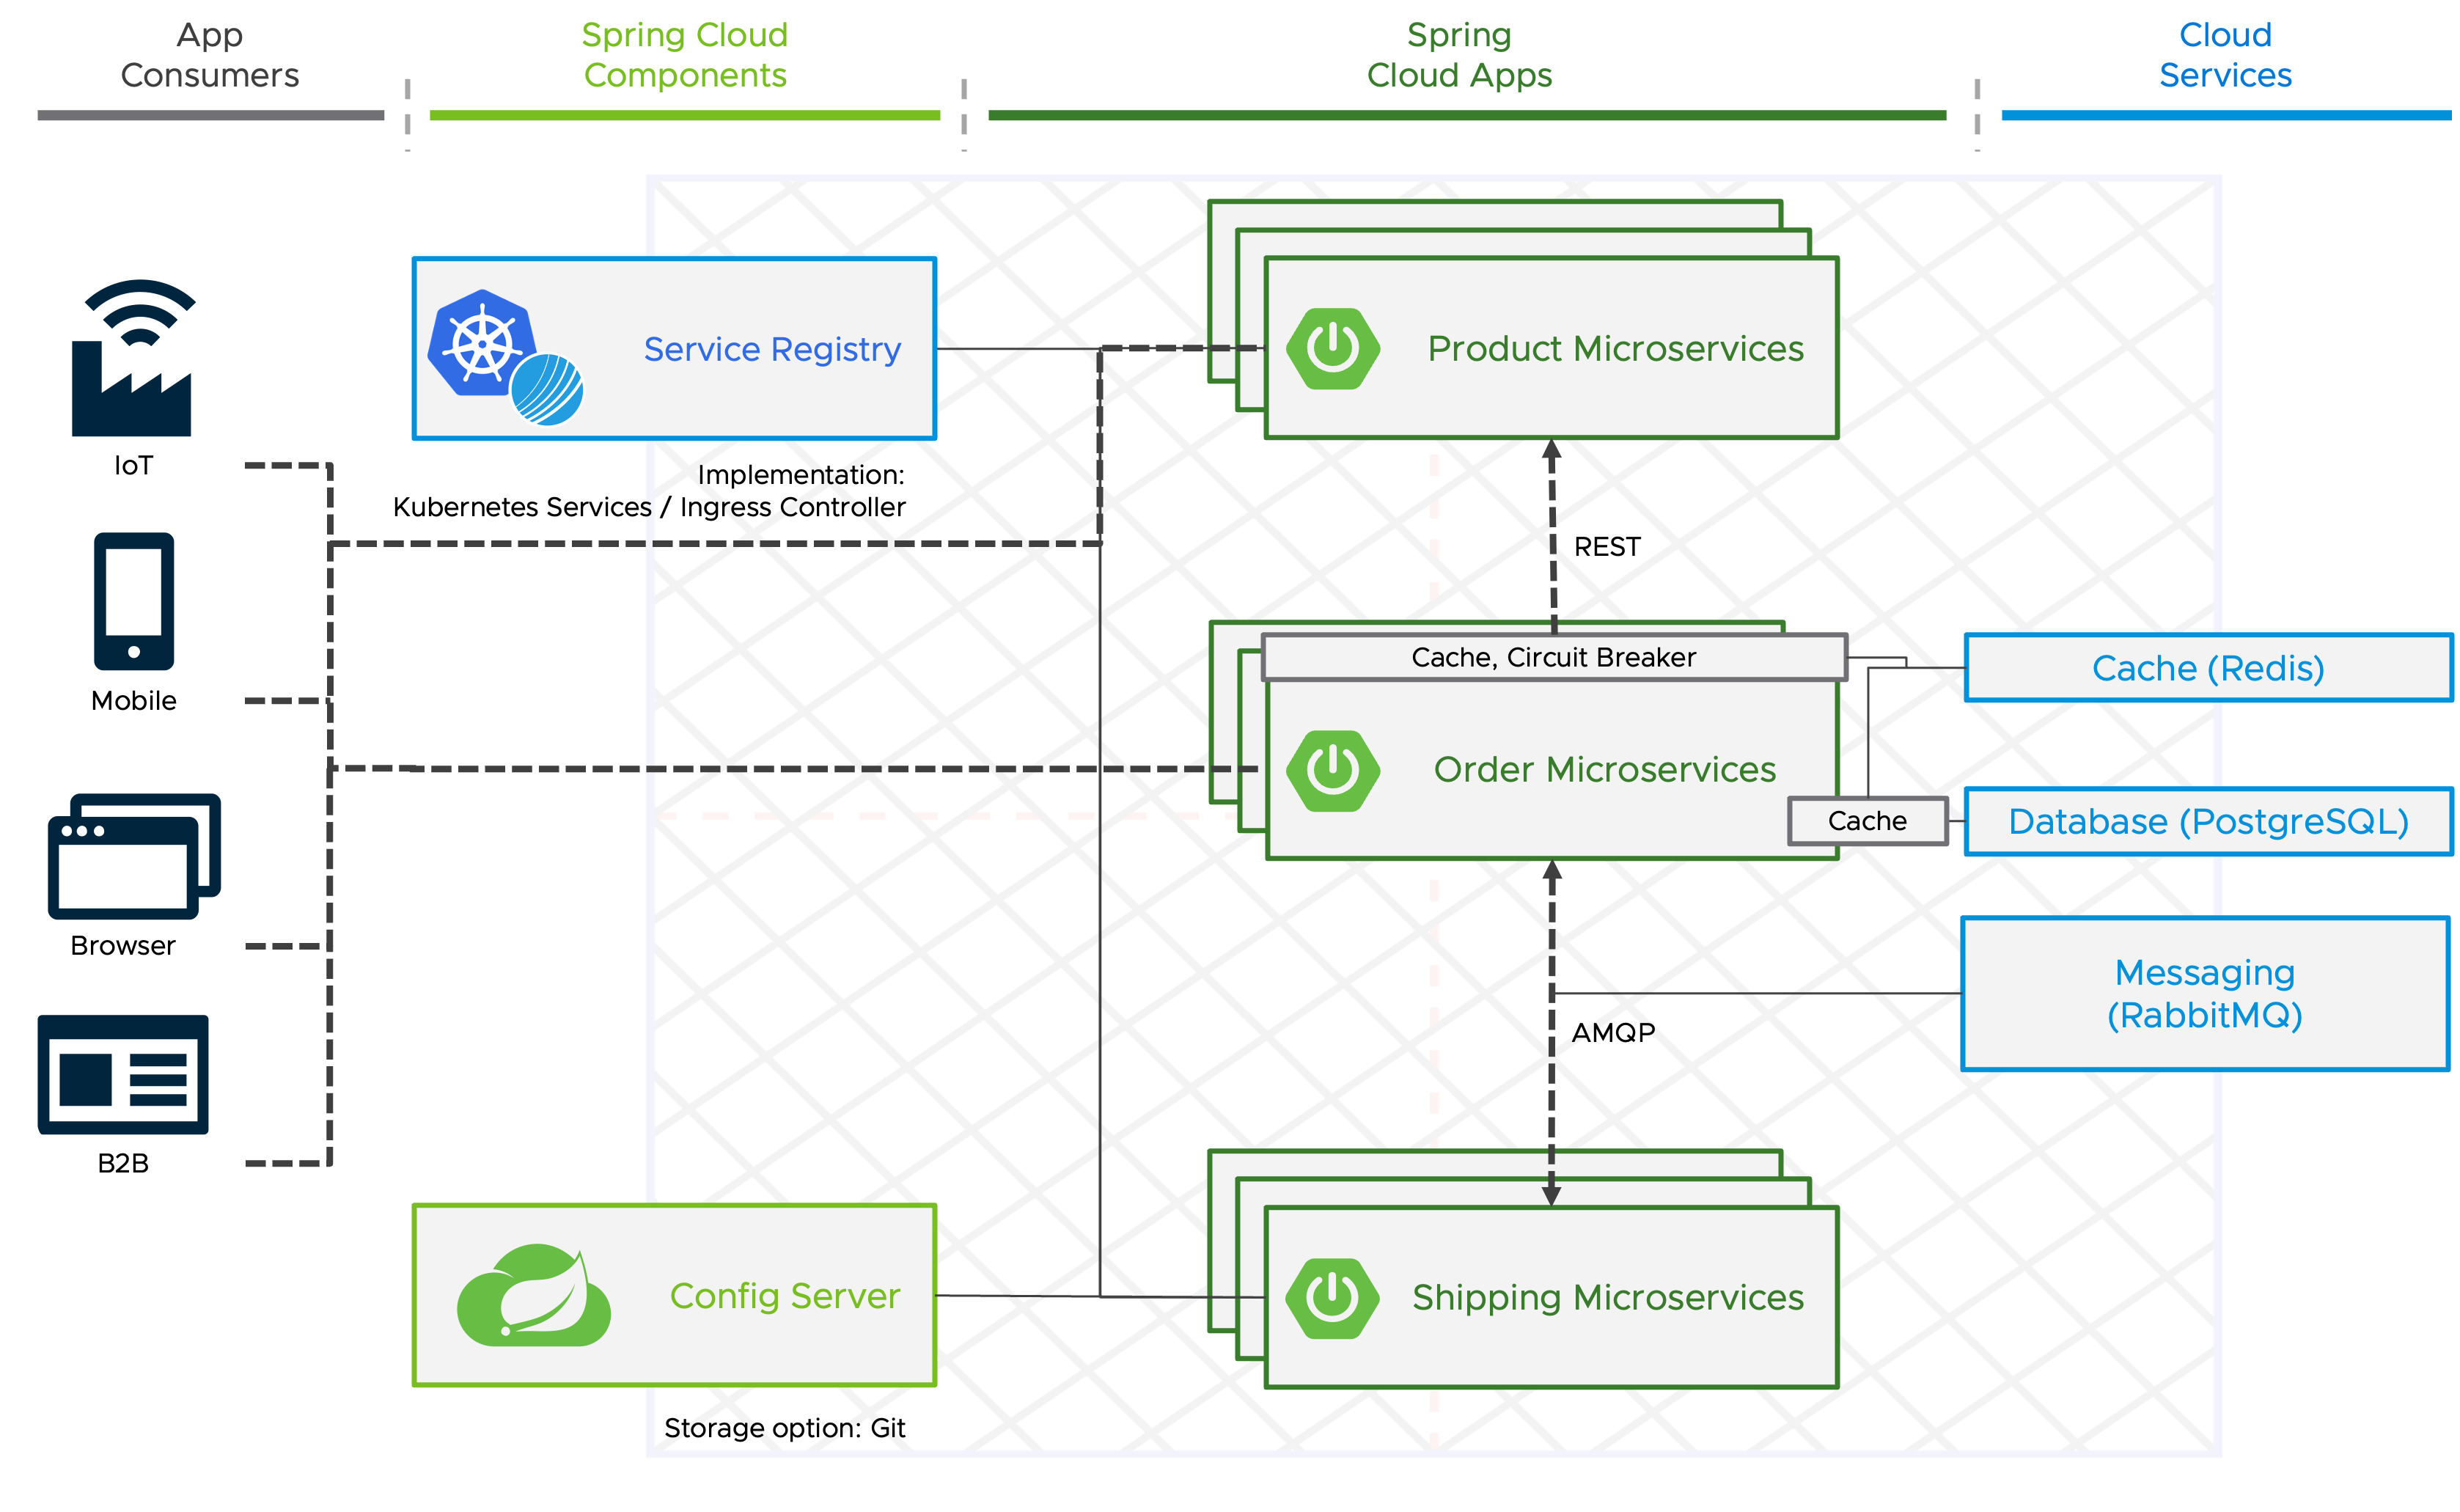 App
Consumers
Spring Cloud
Components
Spring
Cloud Apps
Cloud
Services
IoT
Mobile
Browser
B2B
Service Registry
Implementation:
Kubernetes Services / Ingress Controller
Config Server
Storage option: Git
Product Microservices
REST
Cache, Circuit Breaker
Order Microservices
Cache
AMQP
Shipping Microservices
Cache (Redis)
Database (PostgreSQL)
Messaging
(RabbitMQ)